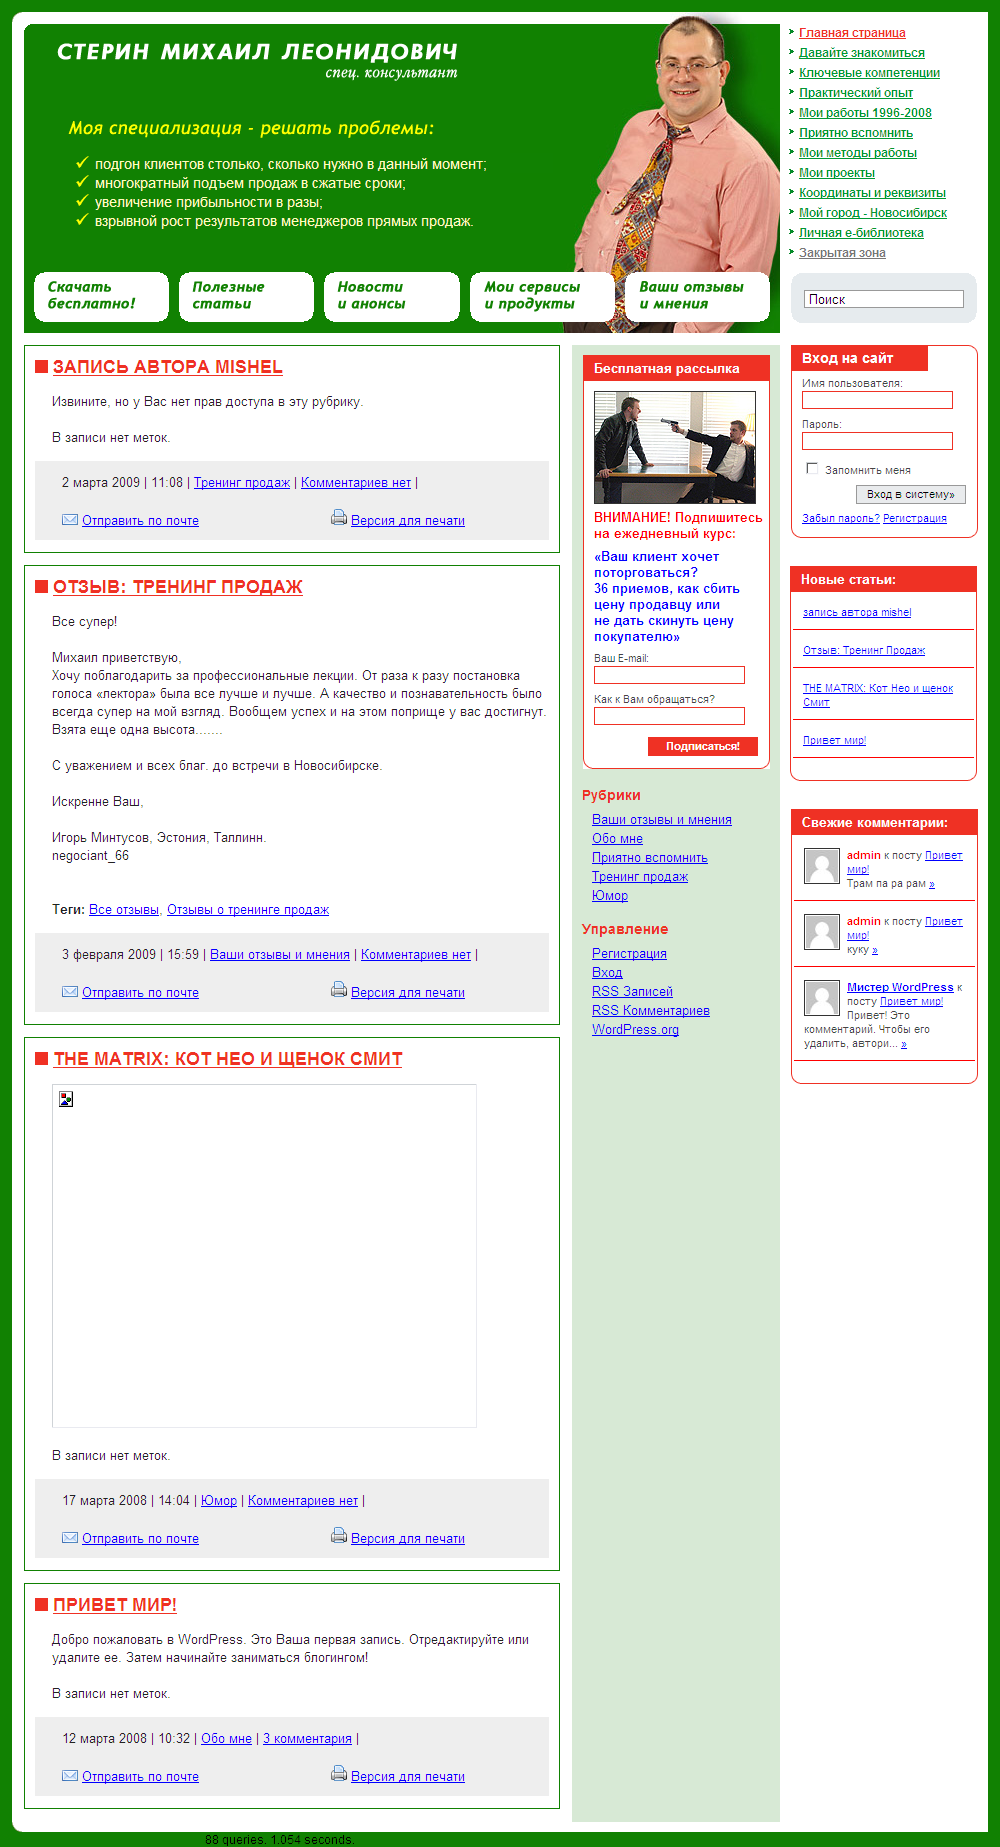 СТЕРИН МИХАИЛ ЛЕОНИДОВИЧ
спец. консультант
Моя специализация - решать проблемы:
подгон клиентов столько, сколько нужно в данный момент;
многократный подъем продаж в сжатые сроки;
увеличение прибыльности в разы;
взрывной рост результатов менеджеров прямых продаж.
Скачать
бесплатно!
Полезные
статьи
Новости
и анонсы
Мои сервисы
и продукты
Ваши отзывы
и мнения
Главная страница
Давайте знакомиться
Ключевые компетенции
Практический опыт
Мои работы 1996-2008
Приятно вспомнить
Мои методы работы
Мои проекты
Координаты и реквизиты
Мой город - Новосибирск
Личная е-библиотека
Закрытая зона
Поиск
ЗАПИСЬ АВТОРА MISHEL
Извините, но у Вас нет прав доступа в эту рубрику.
В записи нет меток.
2 марта 2009 | 11:08 | Тренинг продаж | Комментариев нет |
Отправить по почте
Версия для печати
ОТЗЫВ: ТРЕНИНГ ПРОДАЖ
Все супер!
Михаил приветствую,
Хочу поблагодарить за профессиональные лекции. От раза к разу постановка
голоса «лектора» была все лучше и лучше. А качество и познавательность было
всегда супер на мой взгляд. Вообщем успех и на этом поприще у вас достигнут.
Взята еще одна высота.......
С уважением и всех благ. до встречи в Новосибирске.
Искренне Ваш,
Игорь Минтусов, Эстония, Таллинн.
negociant_66
Теги: Все отзывы, Отзывы о тренинге продаж
3 февраля 2009 | 15:59 | Ваши отзывы и мнения | Комментариев нет |
Отправить по почте
Версия для печати
THE MATRIX: КОТ НЕО И ЩЕНОК СМИТ
В записи нет меток.
17 марта 2008 | 14:04 | Юмор | Комментариев нет |
Отправить по почте
Версия для печати
ПРИВЕТ МИР!
Добро пожаловать в WordPress. Это Ваша первая запись. Отредактируйте или
удалите ее. Затем начинайте заниматься блогингом!
В записи нет меток.
12 марта 2008 | 10:32 | Обо мне | 3 комментария |
Отправить по почте
Версия для печати
Бесплатная рассылка
ВНИМАНИЕ! Подпишитесь
на ежедневный курс:
«Ваш клиент хочет
поторговаться?
36 приемов, как сбить
цену продавцу или
не дать скинуть цену
покупателю»
Ваш E-mail:
Как к Вам обращаться?
Подписаться!
Рубрики
Ваши отзывы и мнения
Обо мне
Приятно вспомнить
Тренинг продаж
Юмор
Управление
Регистрация
Вход
RSS Записей
RSS Комментариев
WordPress.org
Вход на сайт
Имя пользователя:
Пароль:
Запомнить меня
Вход в систему»
Забыл пароль? Регистрация
Новые статьи:
запись автора mishel
Отзыв: Тренинг Продаж
THE MATRIX: Кот Нео и щенок
Смит
Привет мир!
Свежие комментарии:
admin к посту Привет
мир!
Трам па ра рам »
admin к посту Привет
мир!
куку »
Мистер WordPress к
посту Привет мир!
Привет! Это
комментарий. Чтобы его
удалить, автори... »
88 queries. 1.054 seconds.